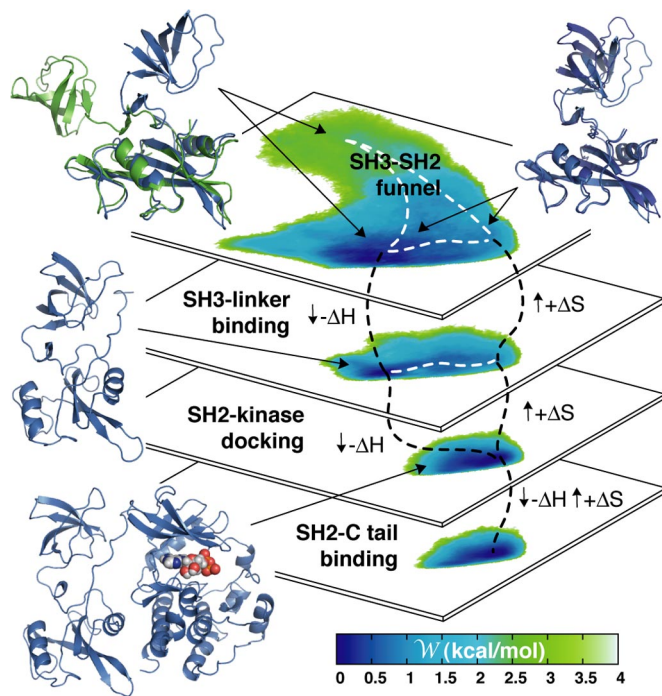 SH3-SH2
funnel
SH3-linker
binding
↓-ΔH
↑+ΔS
SH2-kinase
docking
↓-ΔH
↑+ΔS
SH2-C tail
binding
↓-ΔH ↑+ΔS
W (kcal/mol)
0 0.5 1 1.5 2 2.5 3 3.5 4